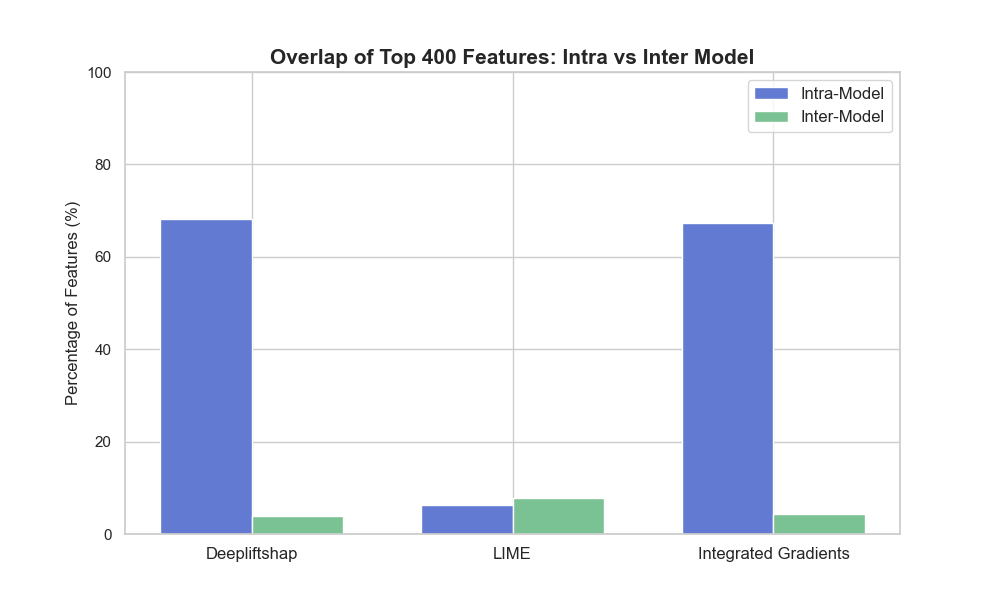 Overlap of Top 400 Features: Intra vs Inter Model
Intra-Model
Inter-Model
Percentage of Features (%)
100
80
60
40
20
0
Deepliftshap
LIME
Integrated Gradients